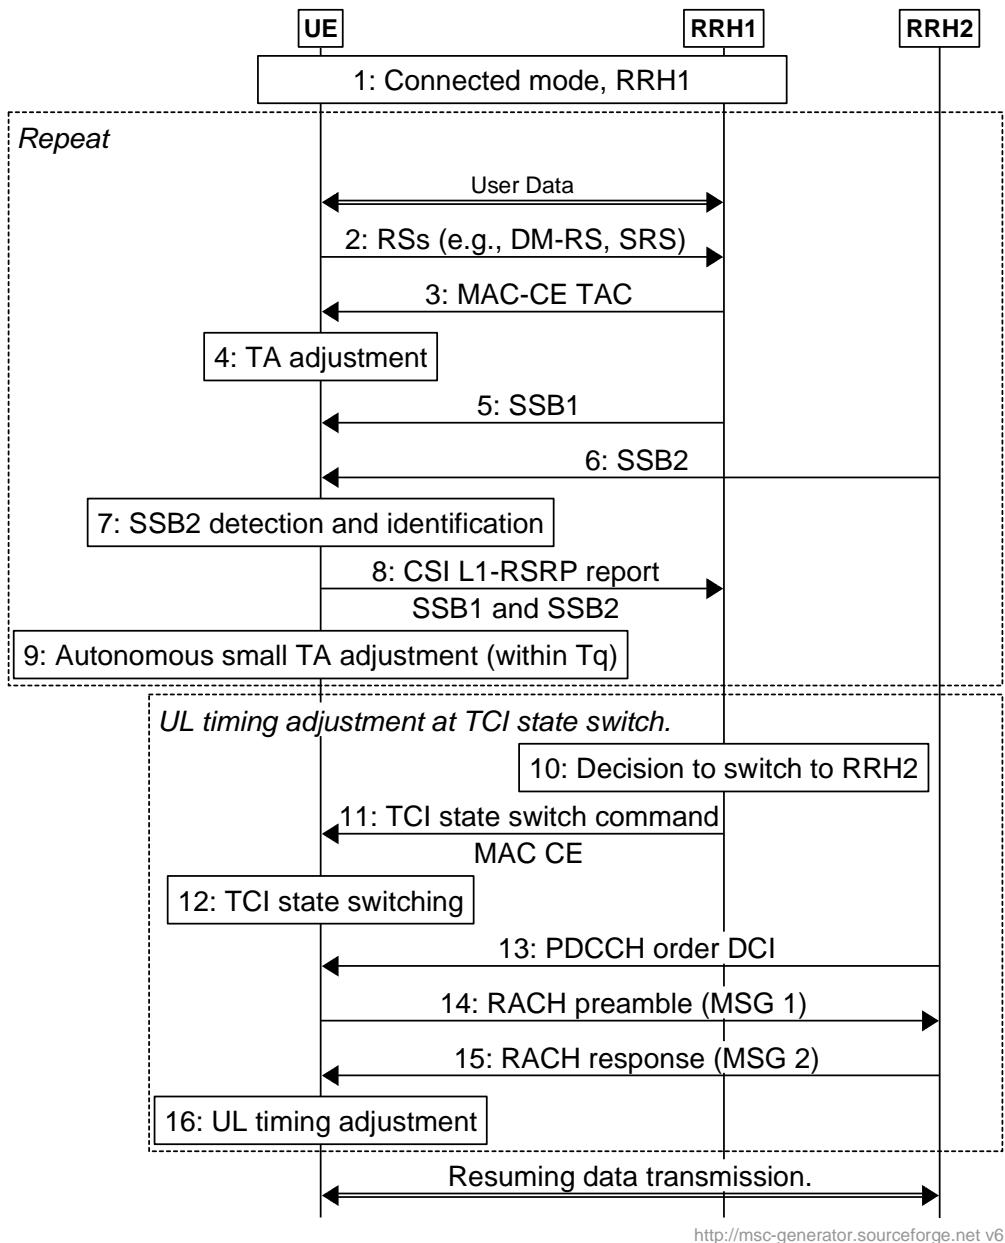 UE
RRH1
RRH2
1: Connected mode, RRH1
Repeat
User Data
2: RSs (e.g., DM-RS, SRS)
3: MAC-CE TAC
4: TA adjustment
5: SSB1
6: SSB2
7: SSB2 detection and identification
8: CSI L1-RSRP report
SSB1 and SSB2
9: Autonomous small TA adjustment (within Tq)
UL timing adjustment at TCI state switch.
10: Decision to switch to RRH2
11: TCI state switch command
MAC CE
12: TCI state switching
13: PDCCH order DCI
14: RACH preamble (MSG 1)
15: RACH response (MSG 2)
16: UL timing adjustment
Resuming data transmission.
http://msc-generator.sourceforge.net v6